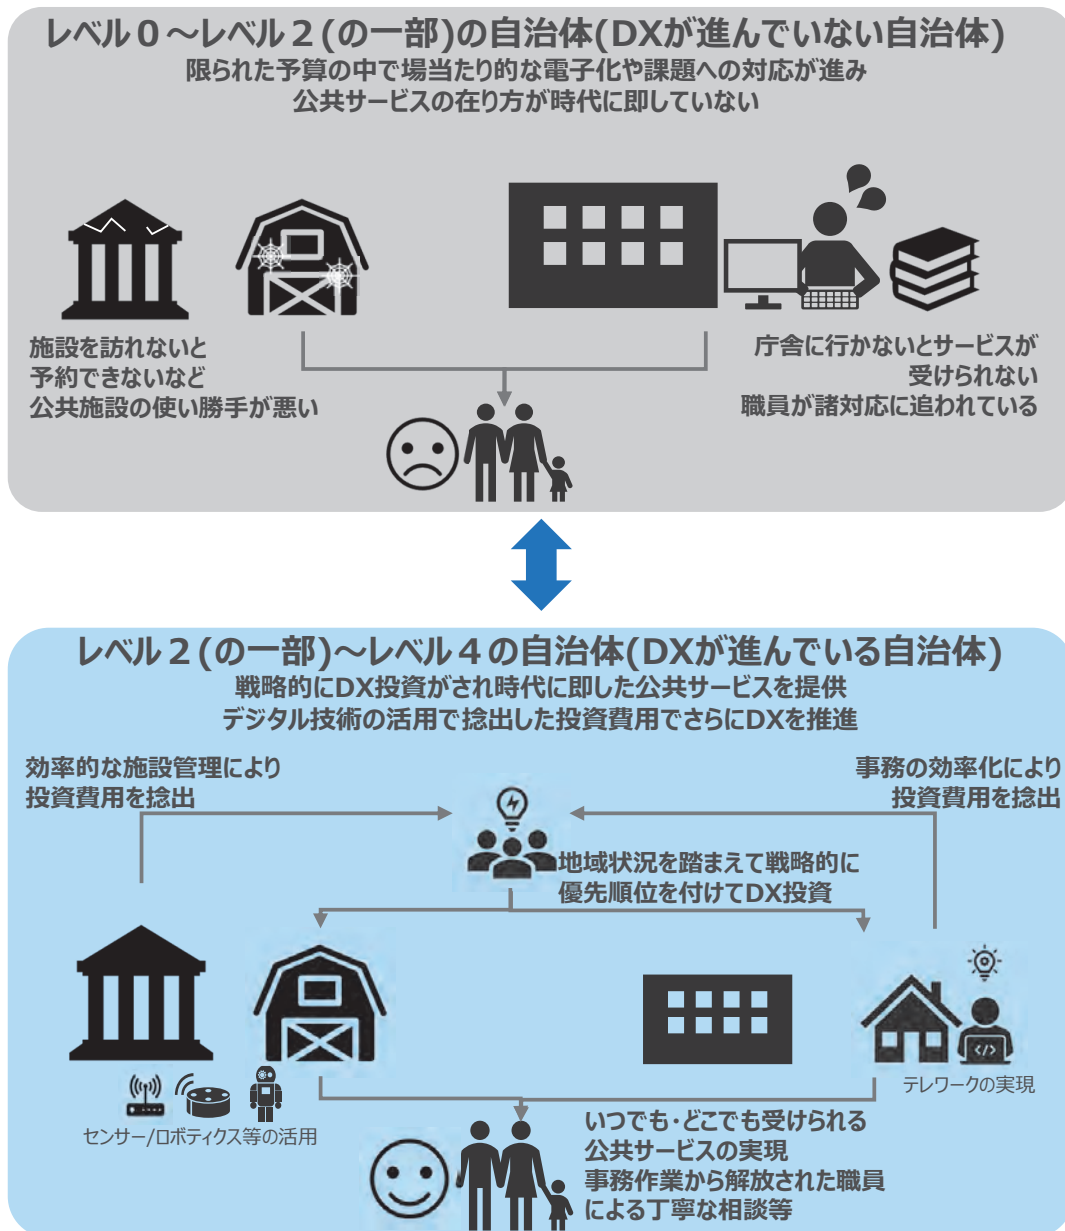 レベル０～レベル２(の一部)の自治体(DXが進んでいない自治体)
限られた予算の中で場当たり的な電子化や課題への対応が進み
公共サービスの在り方が時代に即していない
施設を訪れないと
予約できないなど
公共施設の使い勝手が悪い
庁舎に行かないとサービスが
受けられない
職員が諸対応に追われている
レベル２(の一部)～レベル４の自治体(DXが進んでいる自治体)
戦略的にDX投資がされ時代に即した公共サービスを提供
デジタル技術の活用で捻出した投資費用でさらにDXを推進
効率的な施設管理により
投資費用を捻出
事務の効率化により
投資費用を捻出
地域状況を踏まえて戦略的に
優先順位を付けてDX投資
</>
テレワークの実現
センサー/ロボティクス等の活用
いつでも・どこでも受けられる
公共サービスの実現
事務作業から解放された職員
による丁寧な相談等